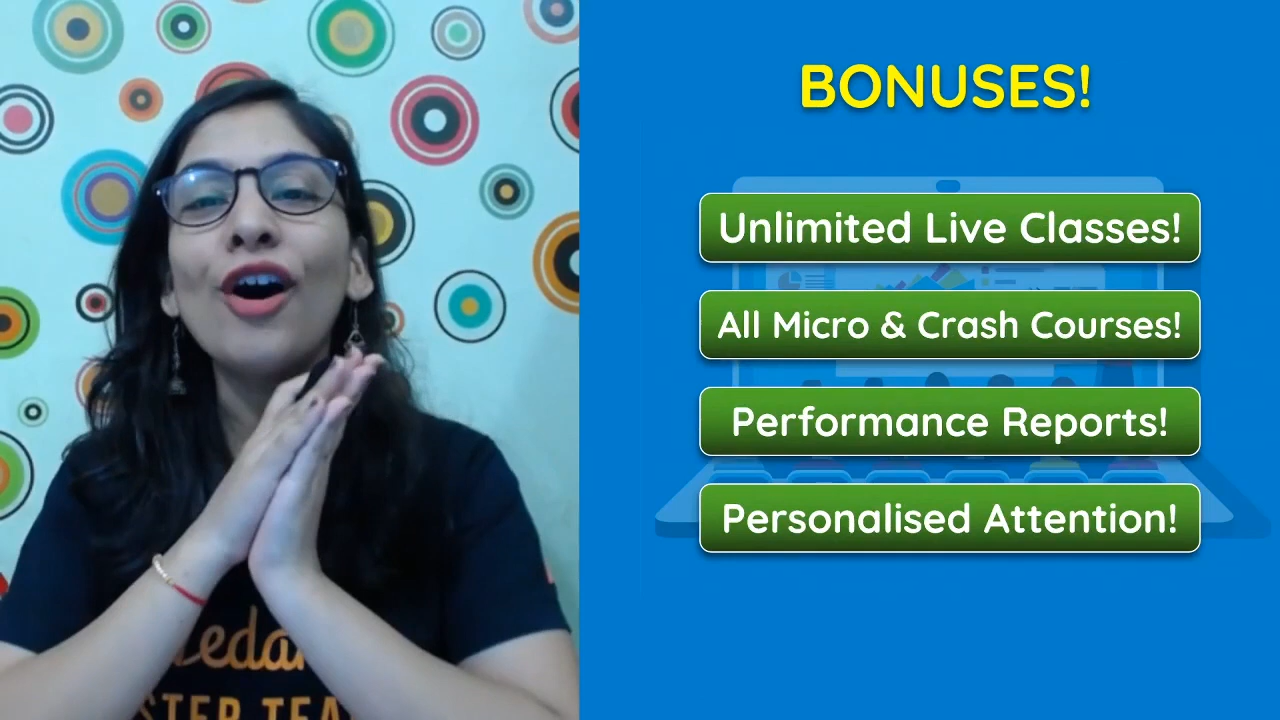 BONUSES!
Unlimited Live Classes!
All Micro & Crash Courses!
Performance Reports!
Personalised Attention!